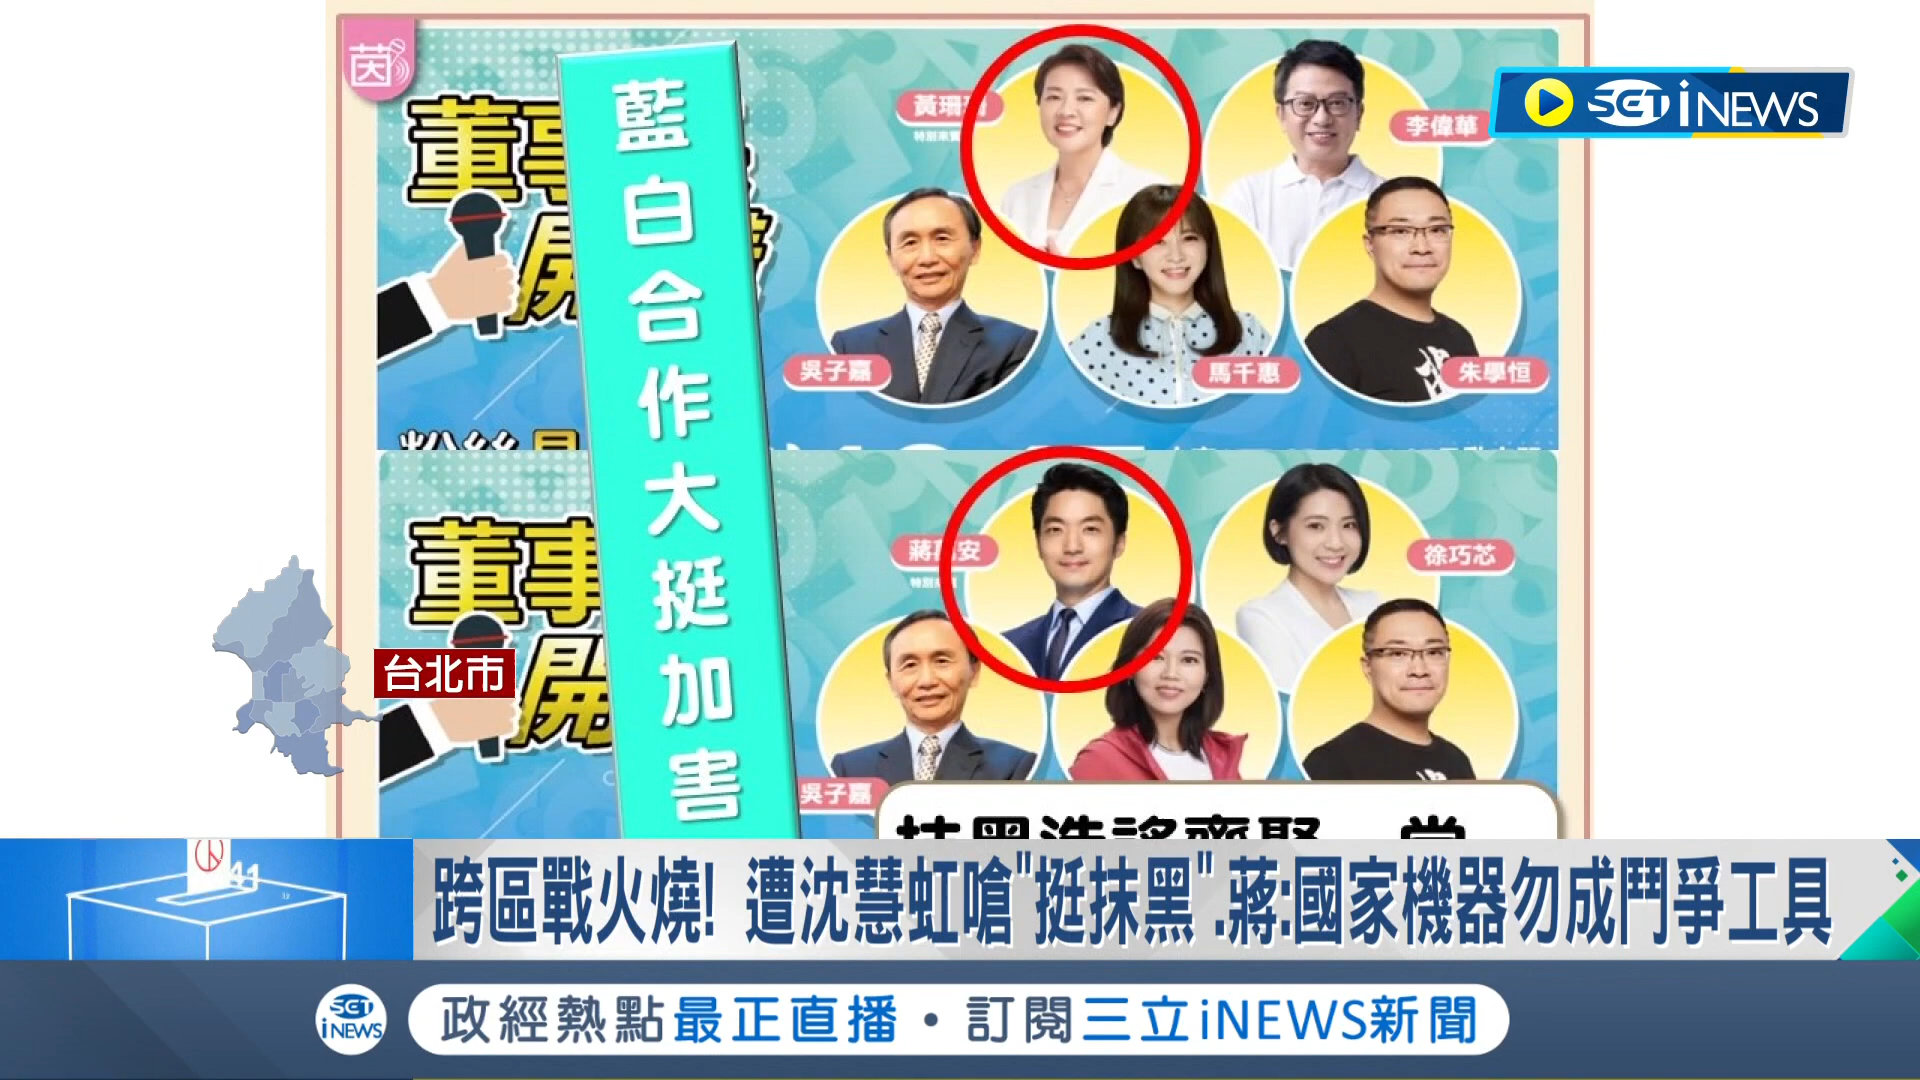 茵
藍白合作大挺加害
黃珊
李偉華
吳子嘉
馬千惠
朱學恒
SETiNEWS
蔣 安
徐巧芯
吳子嘉
台北市
跨區戰火燒! 遭沈慧虹嗆"挺抹黑".蔣:國家機器勿成鬥爭工具
SET iNEWS
政經熱點最正直播・訂閱三立iNEWS新聞